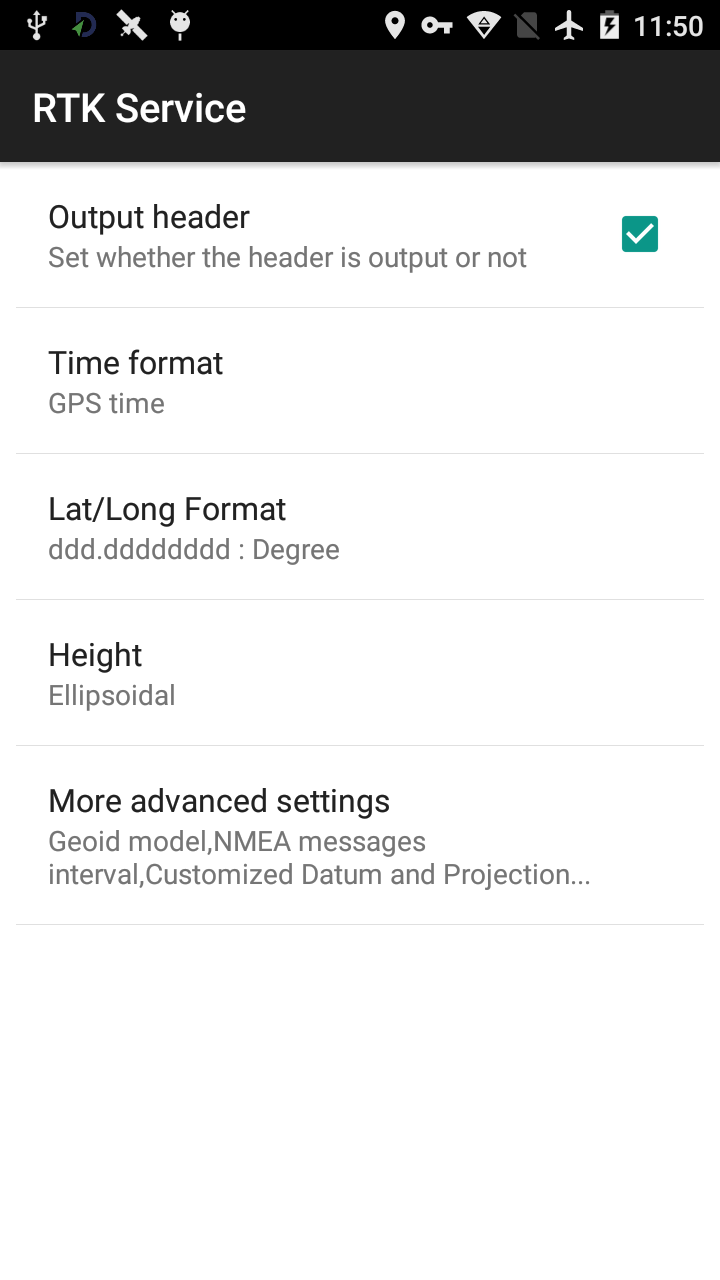 11:50
RTK Service
Output header
Set whether the header is output or not
Time format
GPS time
Lat/Long Format
ddd.dddddddd : Degree
Height
Ellipsoidal
More advanced settings
Geoid model,NMEA messages
interval,Customized Datum and Projection...